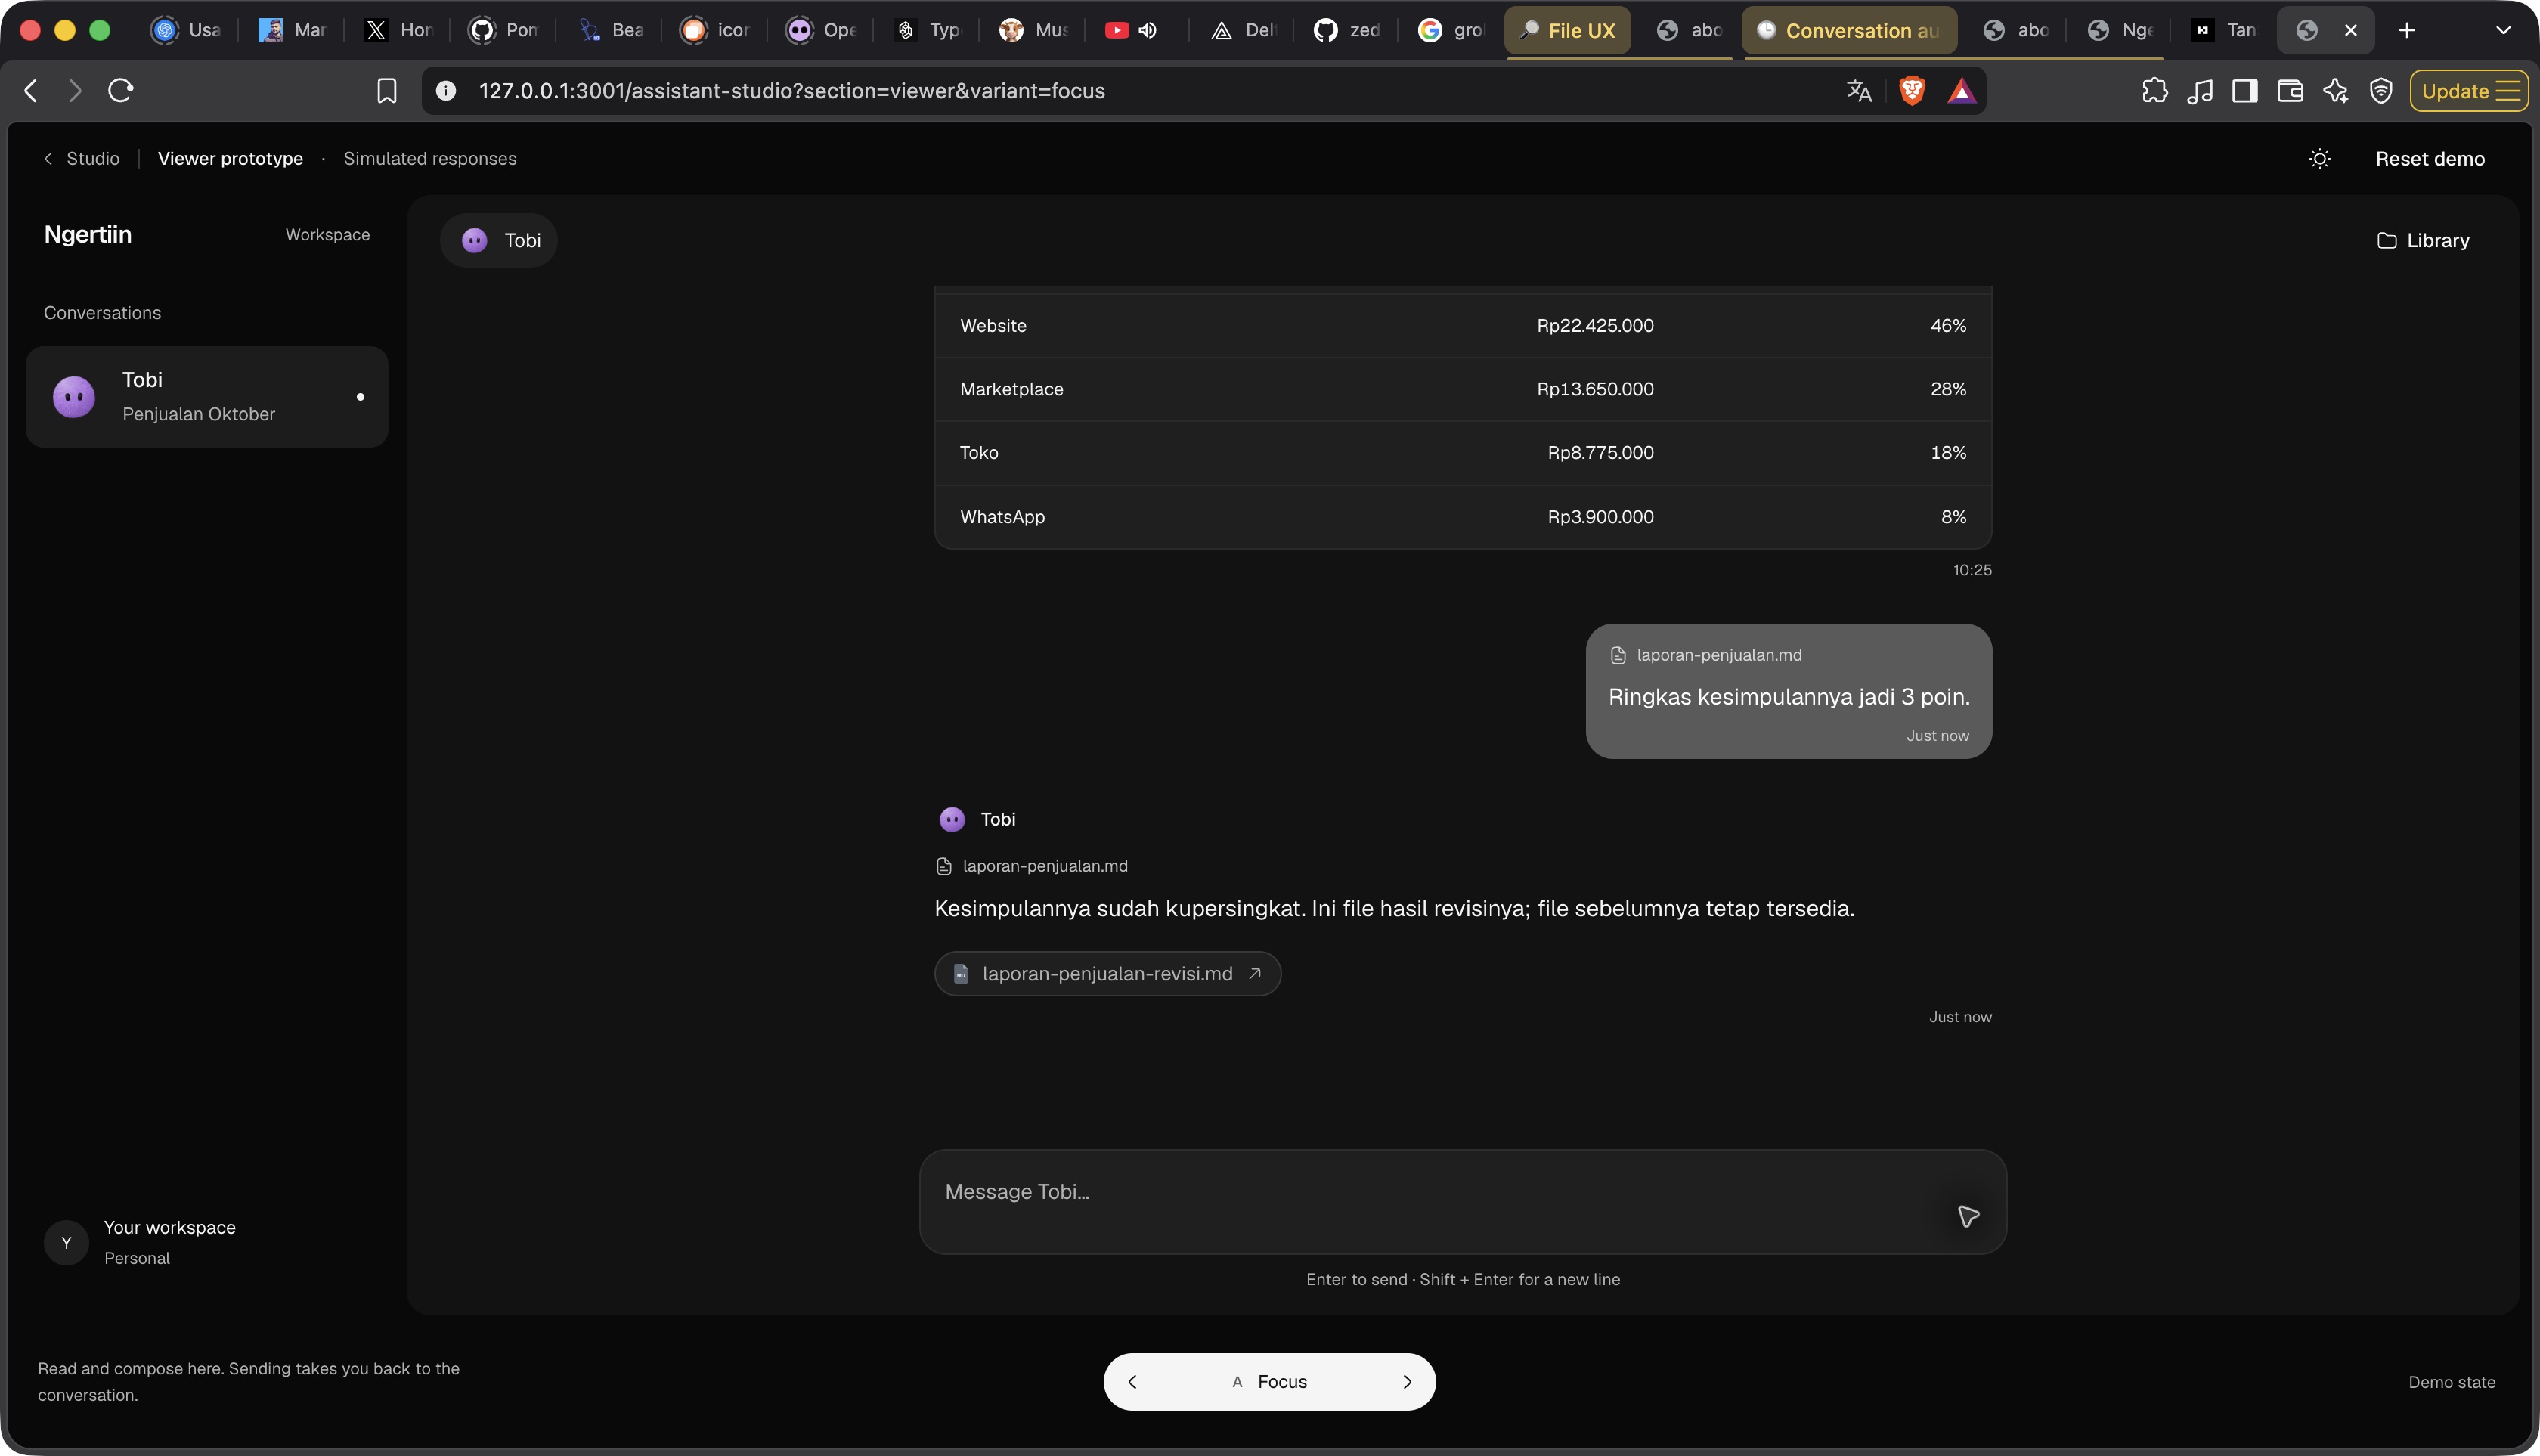 Usa
Mar
Hon
Pom
Bea
icon
Ope
Typ
Mus
Delt
zed
gro
File UX
abo
Conversation au
abo
Nge
Tan
127.0.0.1:3001/assistant-studio?section=viewer&variant=focus
Update
Studio
Viewer prototype · Simulated responses
Reset demo
Ngertiin
Workspace
Tobi
Library
Conversations
Tobi
Penjualan Oktober
Website Rp22.425.000 46%
Marketplace Rp13.650.000 28%
Toko Rp8.775.000 18%
WhatsApp Rp3.900.000 8%
10:25
laporan-penjualan.md
Ringkas kesimpulannya jadi 3 poin.
Just now
Tobi
laporan-penjualan.md
Kesimpulannya sudah kupersingkat. Ini file hasil revisinya; file sebelumnya tetap tersedia.
MD
laporan-penjualan-revisi.md
Just now
Message Tobi...
Enter to send · Shift + Enter for a new line
Y
Your workspace
Personal
Read and compose here. Sending takes you back to the
conversation.
A Focus
Demo state